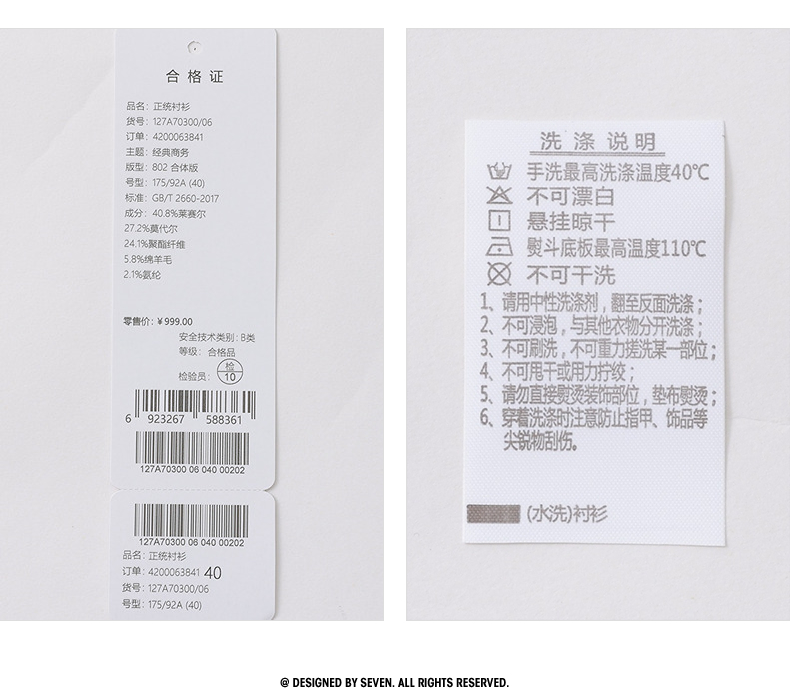 合格证
品名: 正统衬衫
货号: 127A70300/06
订单: 4200063841
主题: 经典商务
版型: 802 合体版
号型: 175/92A (40)
标准: GB/T 2660-2017
成分: 40.8%莱赛尔
27.2%莫代尔
24.1%聚酯纤维
5.8%绵羊毛
2.1%氨纶
零售价: ¥999.00
安全技术类别: B类
等级: 合格品
检验员: 检 10
6 923267 588361
127A70300 06 040 00202
127A70300 06 040 00202
品名: 正统衬衫
订单: 4200063841 40
货号: 127A70300/06
号型: 175/92A (40)
洗涤说明
手洗最高洗涤温度40℃
不可漂白
悬挂晾干
熨斗底板最高温度110℃
不可干洗
1、请用中性洗涤剂，翻至反面洗涤；
2、不可浸泡，与其他衣物分开洗涤；
3、不可刷洗，不可重力搓洗某一部位；
4、不可甩干或用力拧绞；
5、请勿直接熨烫装饰部位，垫布熨烫；
6、穿着洗涤时注意防止指甲、饰品等
尖锐物刮伤。
(水洗)衬衫
@ DESIGNED BY SEVEN. ALL RIGHTS RESERVED.